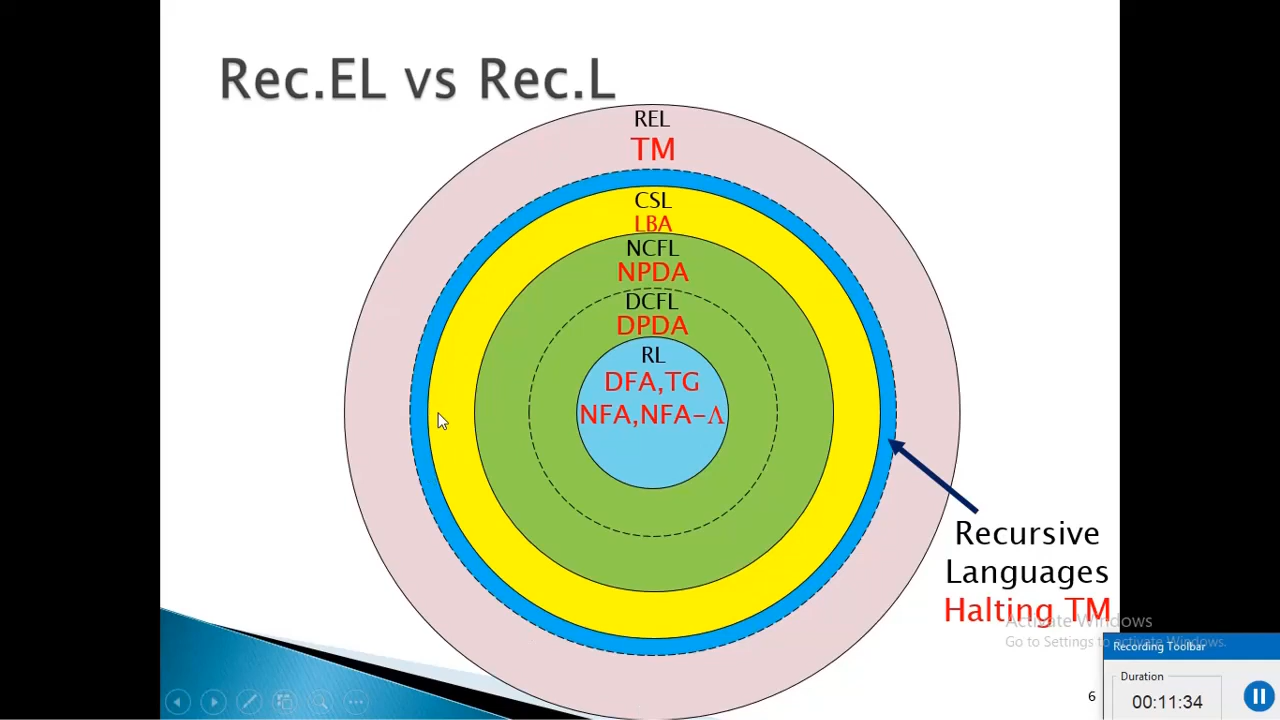 Rec.EL vs Rec.L
REL
TM
CSL
LBA
NCFL
NPDA
DCFL
DPDA
RL
DFA,TG
NFA,NFA-Λ
Recursive
Languages
Halting TM
Activate Windows
Go to Settings to activate Windows.
Recording Toolbar
Duration
6
00:11:34